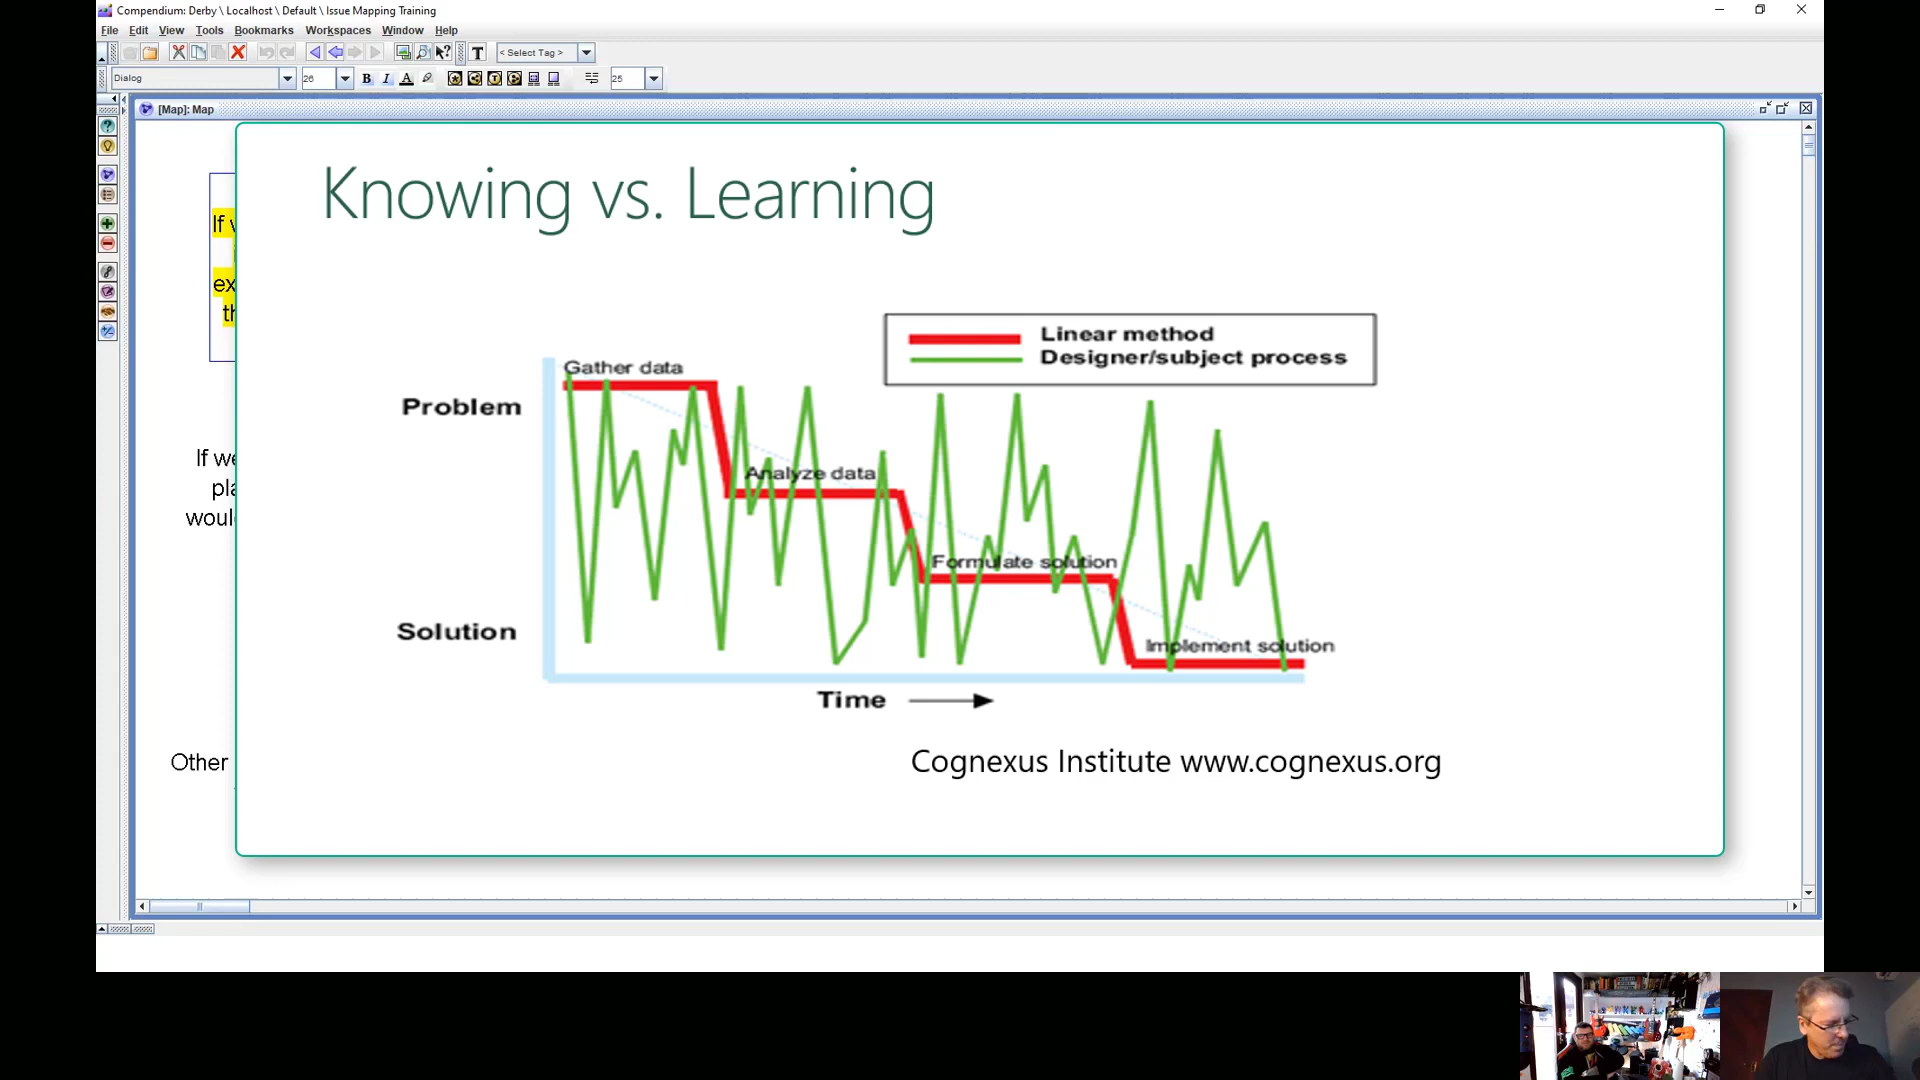 Compendium: Derby \ Localhost \ Default \ Issue Mapping Training
File Edit View Tools Bookmarks Workspaces Window Help
T < Select Tag >
Dialog 26 B I A 25
[Map]: Map
Knowing vs. Learning
If w
ex
th
If we
pla
would
Other
Linear method
Designer/subject process
Gather data
Problem
Analyze data
Formulate solution
Solution
Implement solution
Time
Cognexus Institute www.cognexus.org